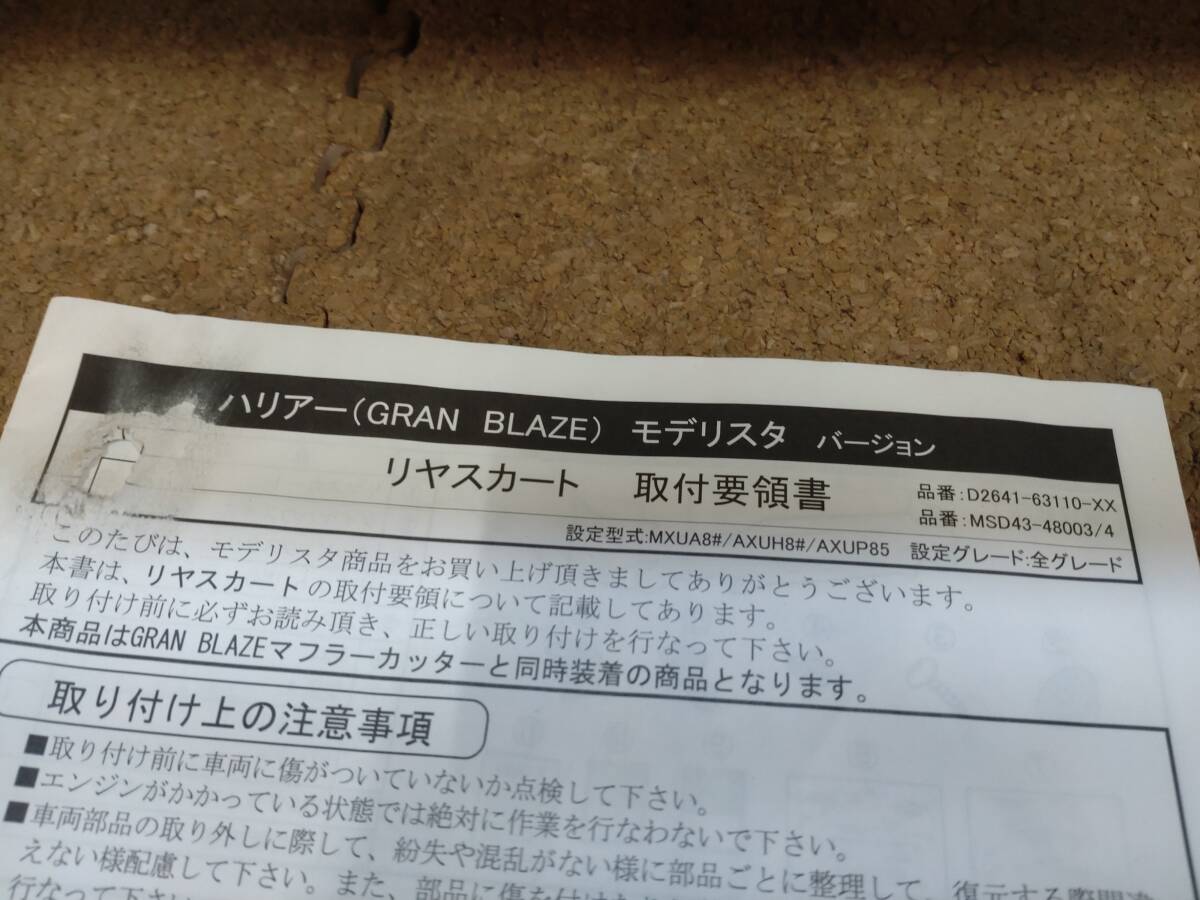 ハリアー(GRAN BLAZE) モデリスタ バージョン
リヤスカート 取付要領書
品番:D2641-63110-XX
品番:MSD43-48003/4
設定型式:MXUA8#/AXUH8#/AXUP85 設定グレード:全グレード
このたびは、モデリスタ商品をお買い上げ頂きましてありがとうございます。
本書は、リヤスカートの取付要領について記載してあります。
取り付け前に必ずお読み頂き、正しい取り付けを行なって下さい。
本商品はGRAN BLAZEマフラーカッターと同時装着の商品となります。
取り付け上の注意事項
■取り付け前に車両に傷がついていないか点検して下さい。
■エンジンがかかっている状態では絶対に作業を行なわないで下さい。
■車両部品の取り外しに際して、紛失や混乱がない様に部品ごとに整理して、復元する際間違
えない様配慮して下さい。また、部品に傷を付けた
行なって下さい